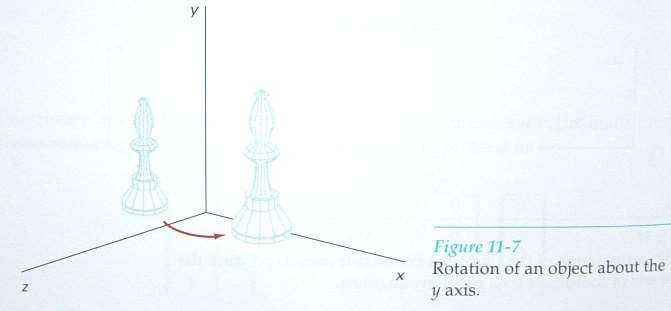 y
z
x
Figure 11-7
Rotation of an object about the
y axis.